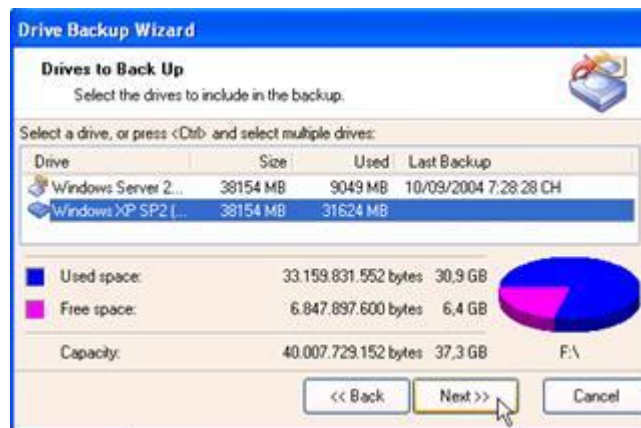 Drive Backup Wizard
Drives to Back Up
Select the drives to include in the backup.
Select a drive, or press <Ctrl> and select multiple drives:
Drive Size Used Last Backup
Windows Server 2... 38154 MB 9049 MB 10/09/2004 7:28:28 CH
Windows XP SP2 (... 38154 MB 31624 MB
Used space: 33.159.831.552 bytes 30,9 GB
Free space: 6.847.897.600 bytes 6,4 GB
Capacity: 40.007.729.152 bytes 37,3 GB F:\
<< Back Next >> Cancel